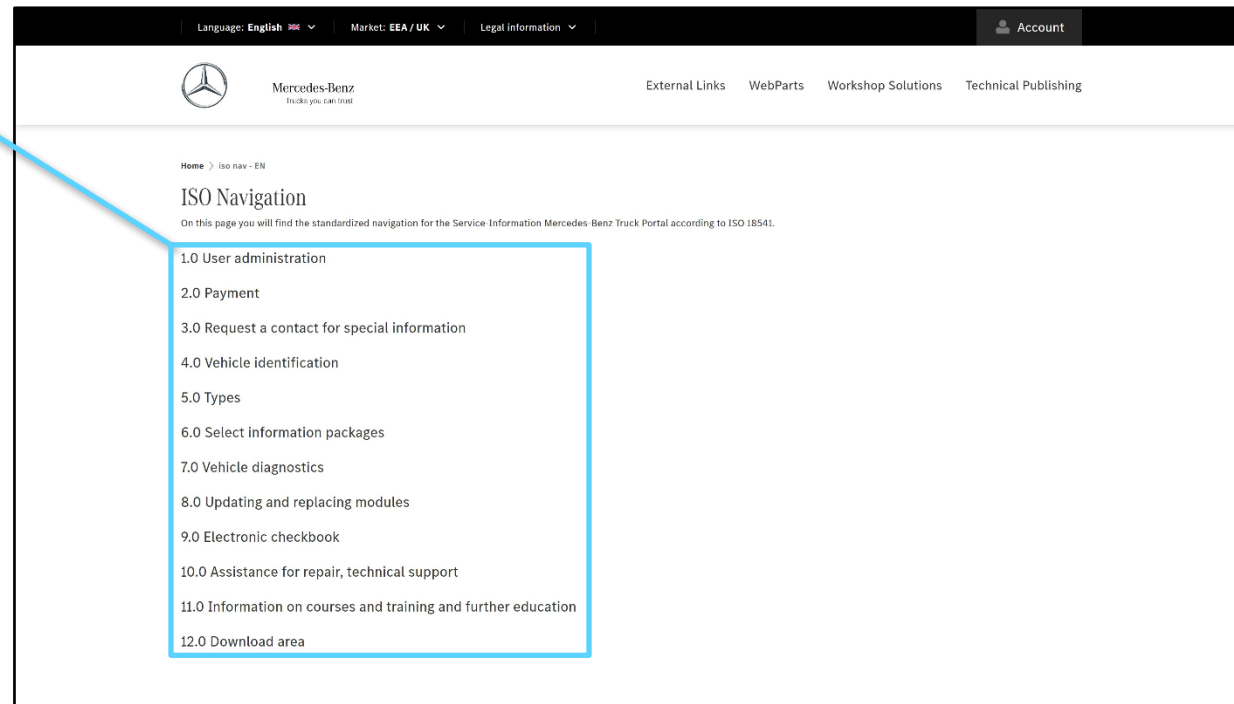 Language: English
Market: EEA / UK
Legal information
Account
Mercedes-Benz
Trucks you can trust
External Links
WebParts
Workshop Solutions
Technical Publishing
Home > iso nav - EN
ISO Navigation
On this page you will find the standardized navigation for the Service-Information Mercedes-Benz Truck Portal according to ISO 18541.
1.0 User administration
2.0 Payment
3.0 Request a contact for special information
4.0 Vehicle identification
5.0 Types
6.0 Select information packages
7.0 Vehicle diagnostics
8.0 Updating and replacing modules
9.0 Electronic checkbook
10.0 Assistance for repair, technical support
11.0 Information on courses and training and further education
12.0 Download area